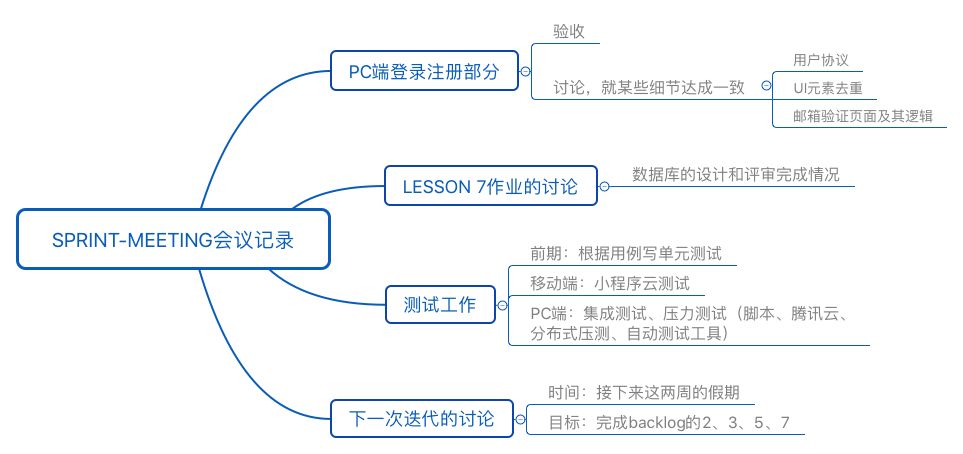 SPRINT-MEETING会议记录
PC端登录注册部分
验收
讨论，就某些细节达成一致
用户协议
UI元素去重
邮箱验证页面及其逻辑
LESSON 7作业的讨论
数据库的设计和评审完成情况
测试工作
前期：根据用例写单元测试
移动端：小程序云测试
PC端：集成测试、压力测试（脚本、腾讯云、
分布式压测、自动测试工具）
下一次迭代的讨论
时间：接下来这两周的假期
目标：完成backlog的2、3、5、7